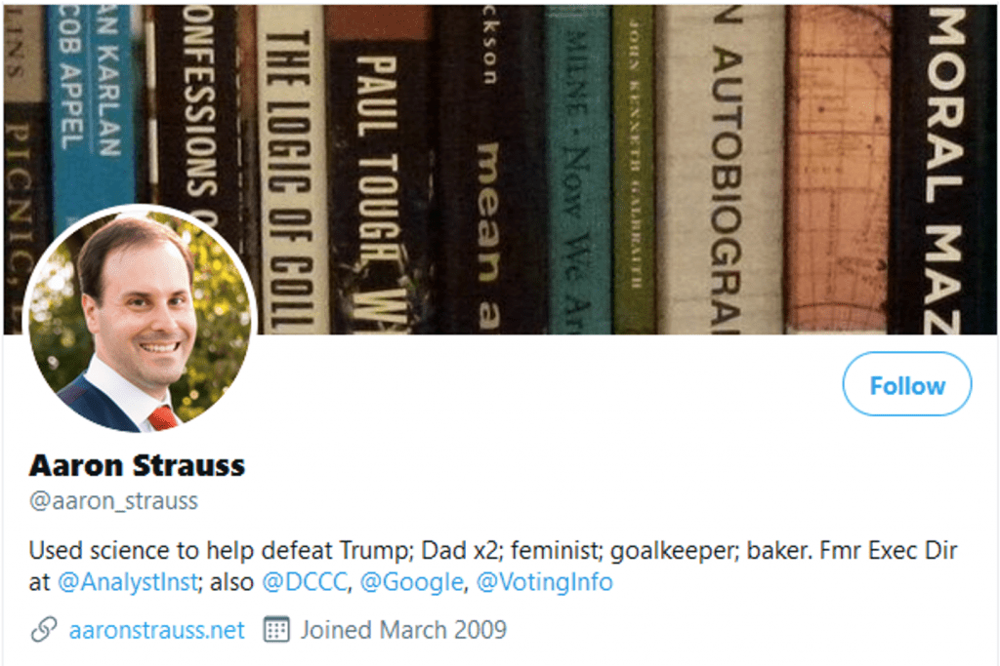 LINS
PICNIC,
AN KARLAN
COB APPEL
ONFESSIONS O
THE LOGIC OF COLL
PAUL TOUGH
ckson
mean a
MILNE · Now We Ar
JOHN KENNETH GALBRAITH
N AUTOBIOGRA
MORAL MAZ
Follow
Aaron Strauss
@aaron_strauss
Used science to help defeat Trump; Dad x2; feminist; goalkeeper; baker. Fmr Exec Dir
at @AnalystInst; also @DCCC, @Google, @VotingInfo
aaronstrauss.net Joined March 2009